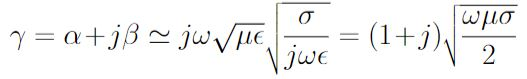 γ = α + jβ ≃ jω√(μϵ) √(σ/(jωϵ)) = (1+j)√(ωμσ/2)